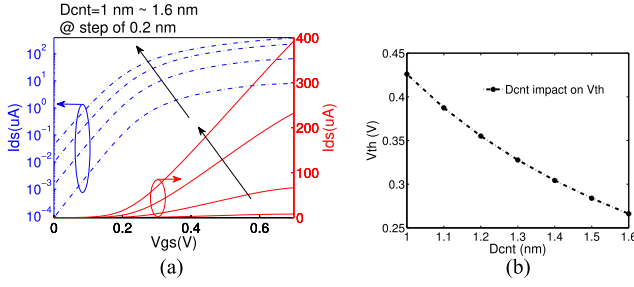 Dcnt=1 nm ~ 1.6 nm
@ step of 0.2 nm
Ids(uA)
10^2
10^1
10^0
10^-1
10^-2
10^-3
10^-4
400
300
200
100
0
Ids(uA)
0
0.2
0.4
0.6
Vgs(V)
(a)
Vth (V)
0.45
0.4
0.35
0.3
0.25
Dcnt impact on Vth
1
1.1
1.2
1.3
1.4
1.5
1.6
Dcnt (nm)
(b)